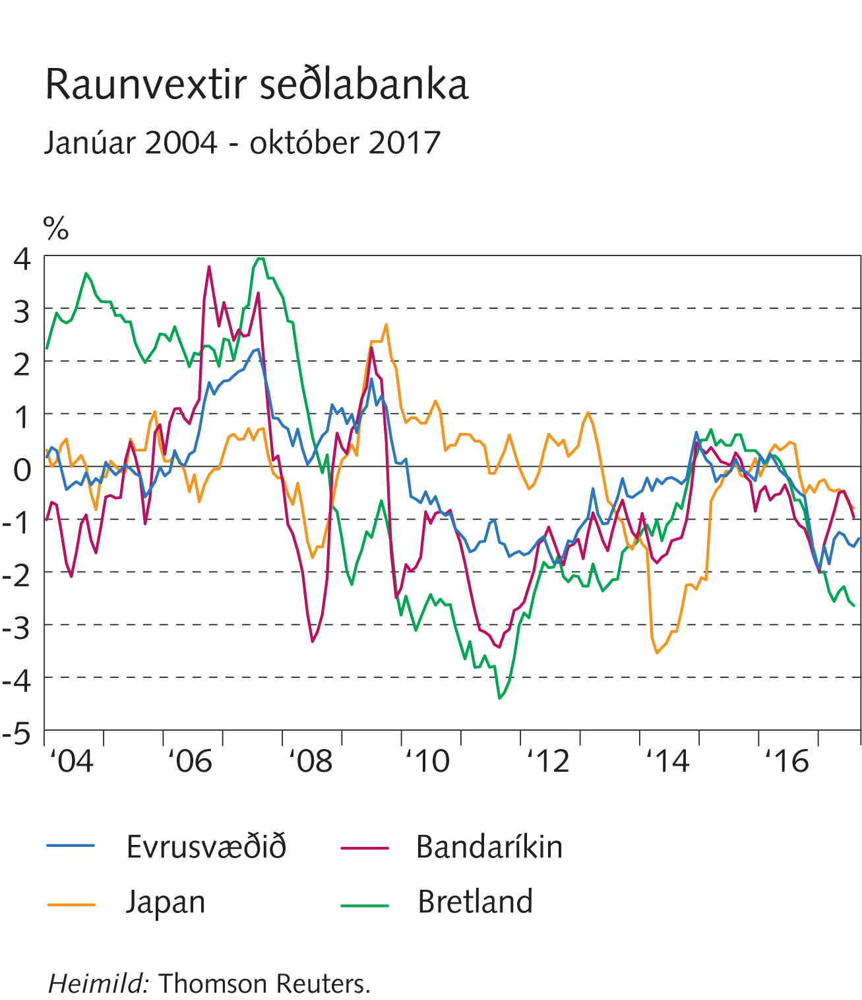 Raunvextir seðlabanka
Janúar 2004 - október 2017
%
4
3
2
1
0
-1
-2
-3
-4
-5
‘04 ‘06 ‘08 ‘10 ‘12 ‘14 ‘16
Evrusvæðið Bandaríkin
Japan Bretland
Heimild: Thomson Reuters.